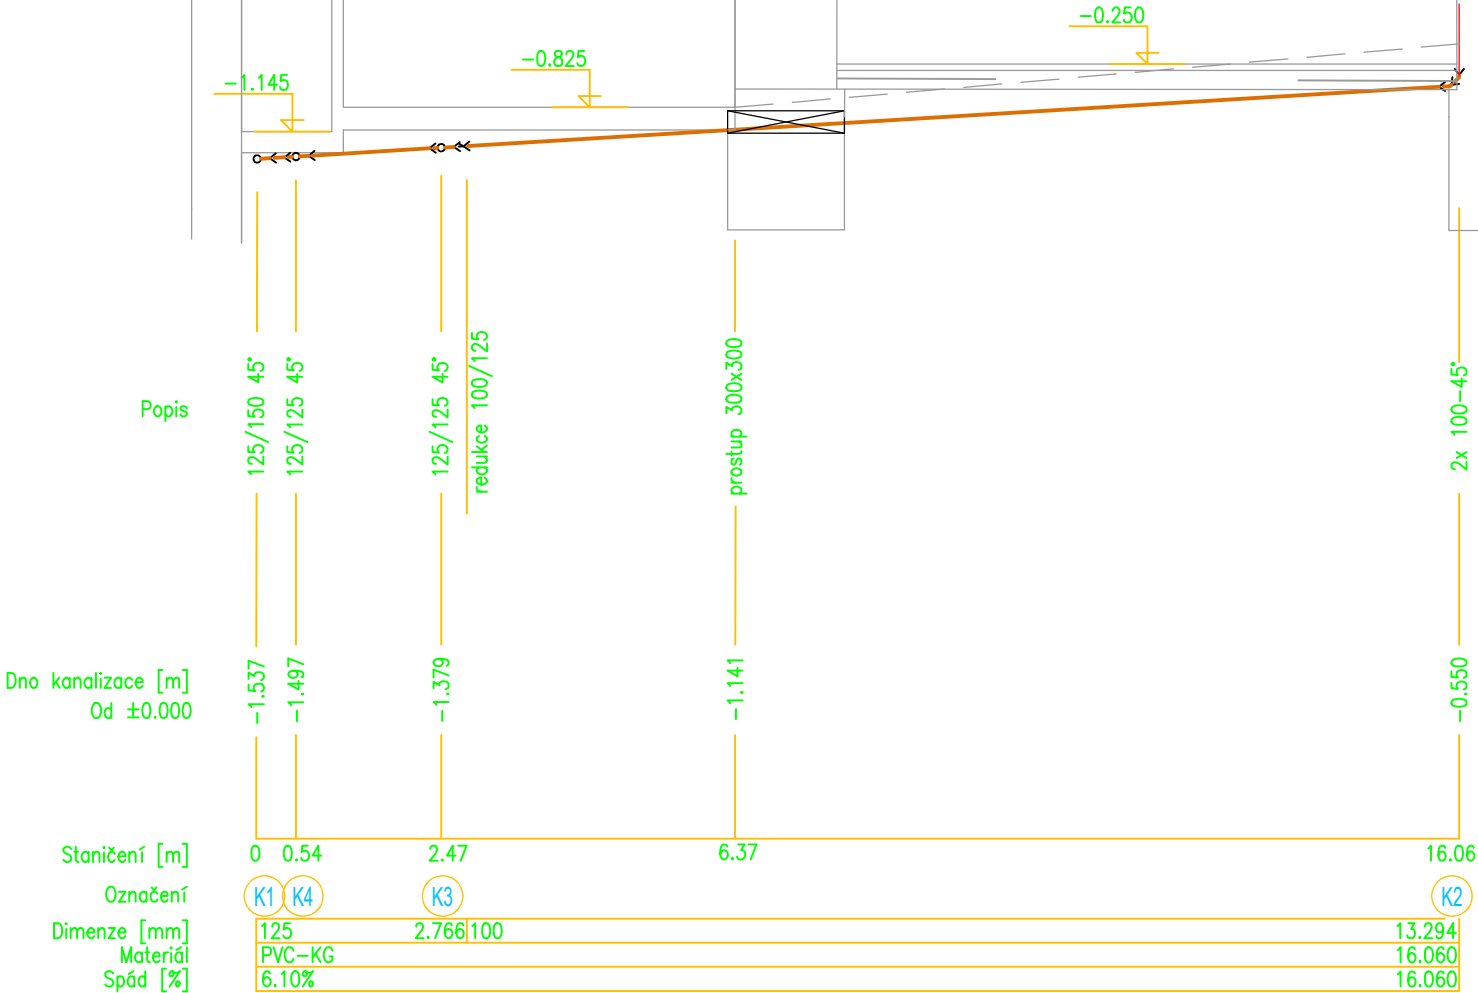 -0.250
-0.825
-1.145
Popis
125/150 45°
125/125 45°
125/125 45°
redukce 100/125
prostup 300x300
2x 100-45°
Dno kanalizace [m]
Od ±0.000
-1.537
-1.497
-1.379
-1.141
-0.550
Staničení [m] 0 0.54 2.47 6.37 16.06
Označení K1 K4 K3 K2
Dimenze [mm] 125 2.766 100 13.294
Materiál PVC-KG 16.060
Spád [%] 6.10% 16.060